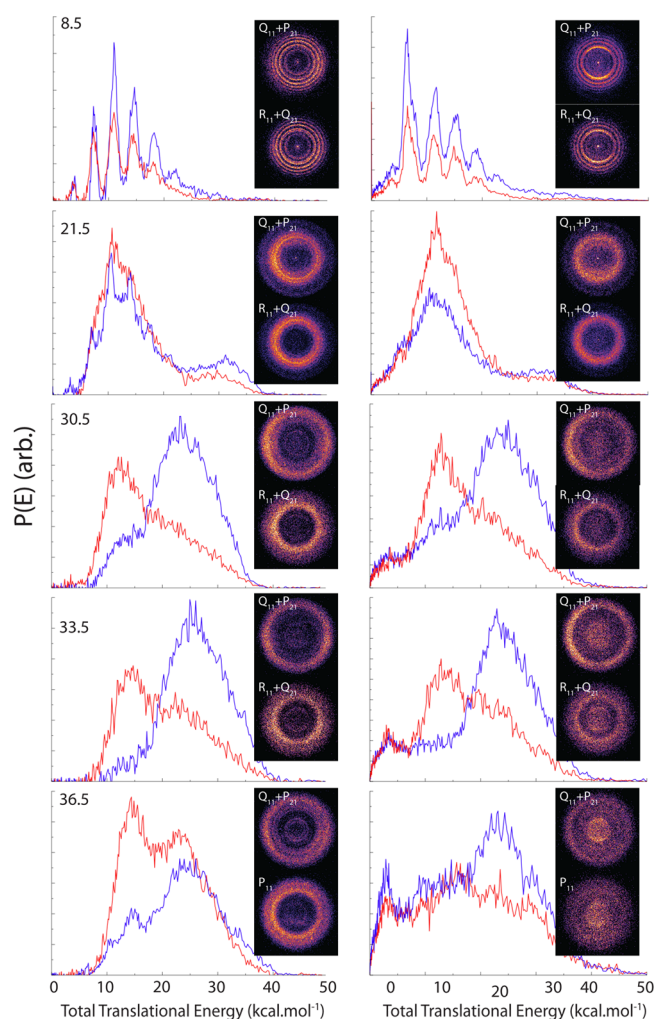 P(E) (arb.)
8.5
Q11+P21
R11+Q21
Q11+P21
R11+Q21
21.5
Q11+P21
R11+Q21
Q11+P21
R11+Q21
30.5
Q11+P21
R11+Q21
Q11+P21
R11+Q21
33.5
Q11+P21
R11+Q21
Q11+P21
R11+Q21
36.5
Q11+P21
P11
Q11+P21
P11
0 10 20 30 40 50
0 10 20 30 40 50
Total Translational Energy (kcal.mol-1)
Total Translational Energy (kcal.mol-1)